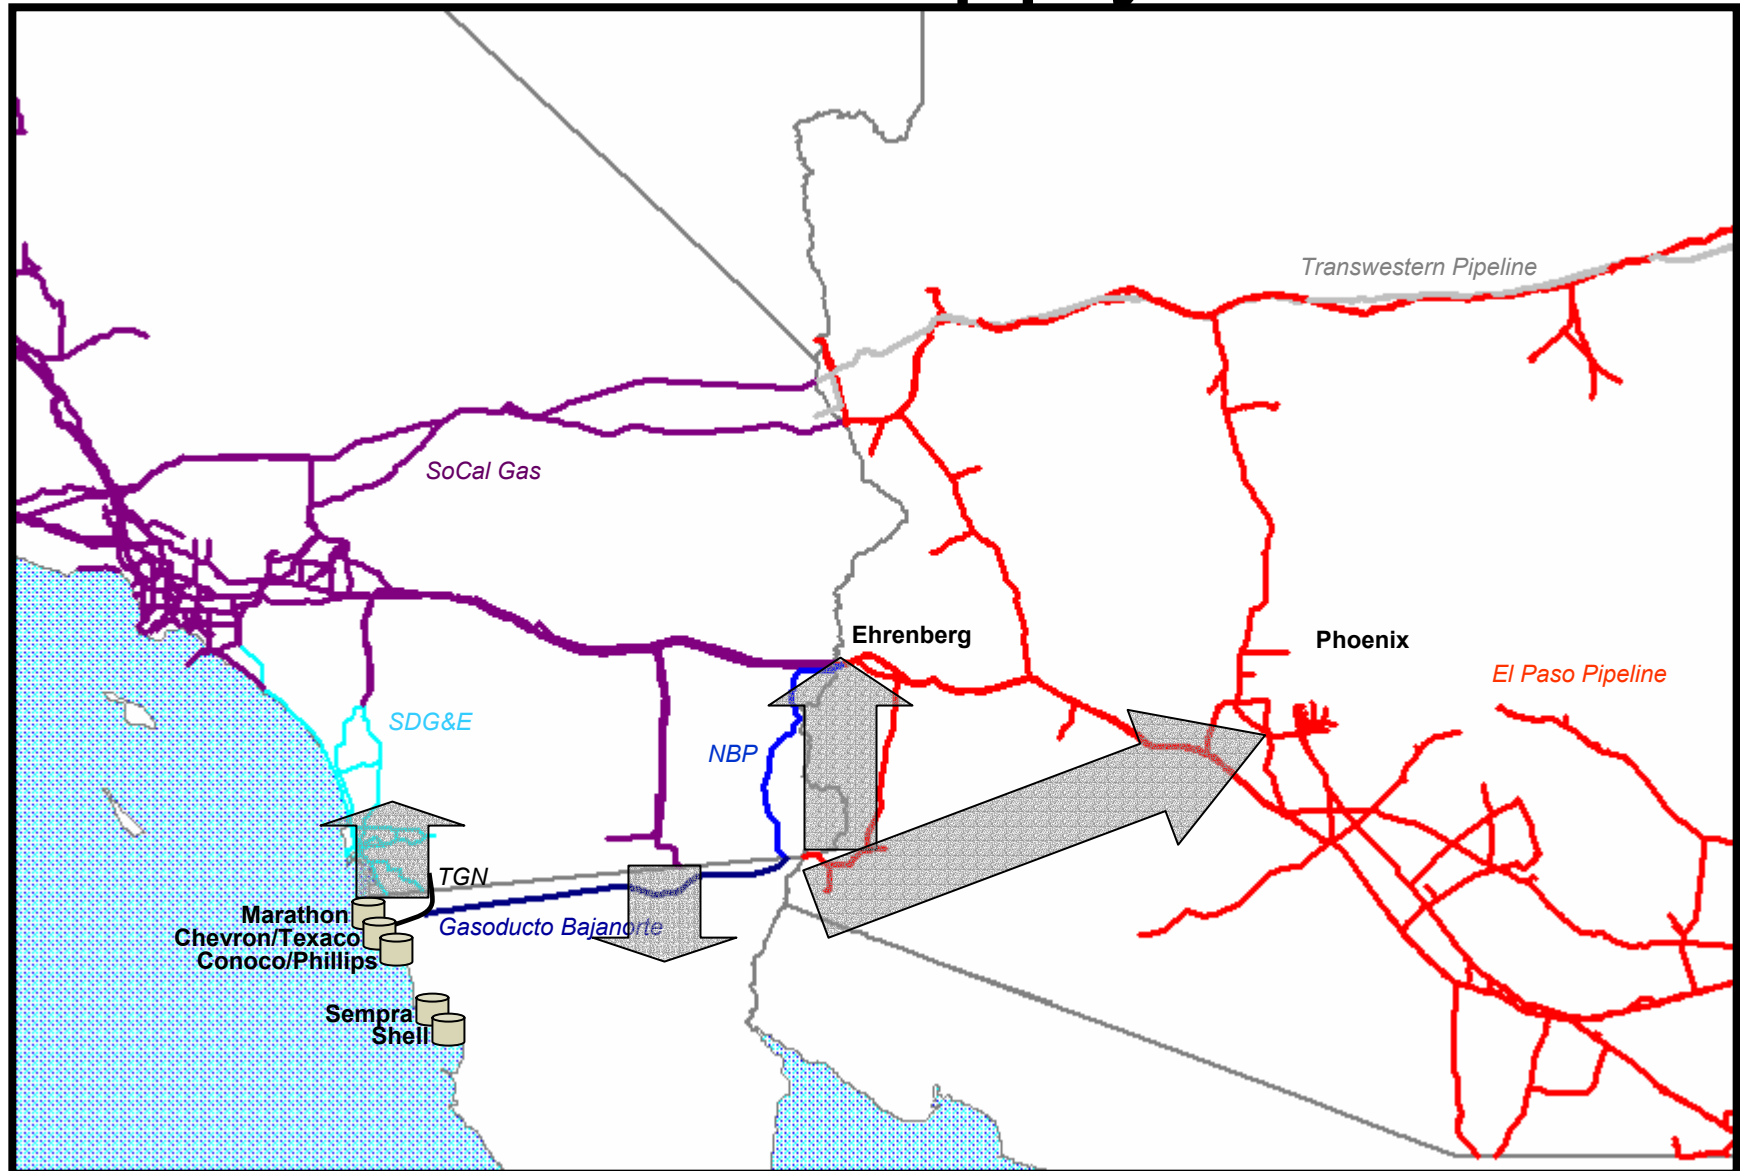 Transwestern Pipeline
SoCal Gas
Ehrenberg
Phoenix
El Paso Pipeline
SDG&E
NBP
TGN
Marathon
Gasoducto Bajanorte
Chevron/Texaco
Conoco/Phillips
Sempra
Shell